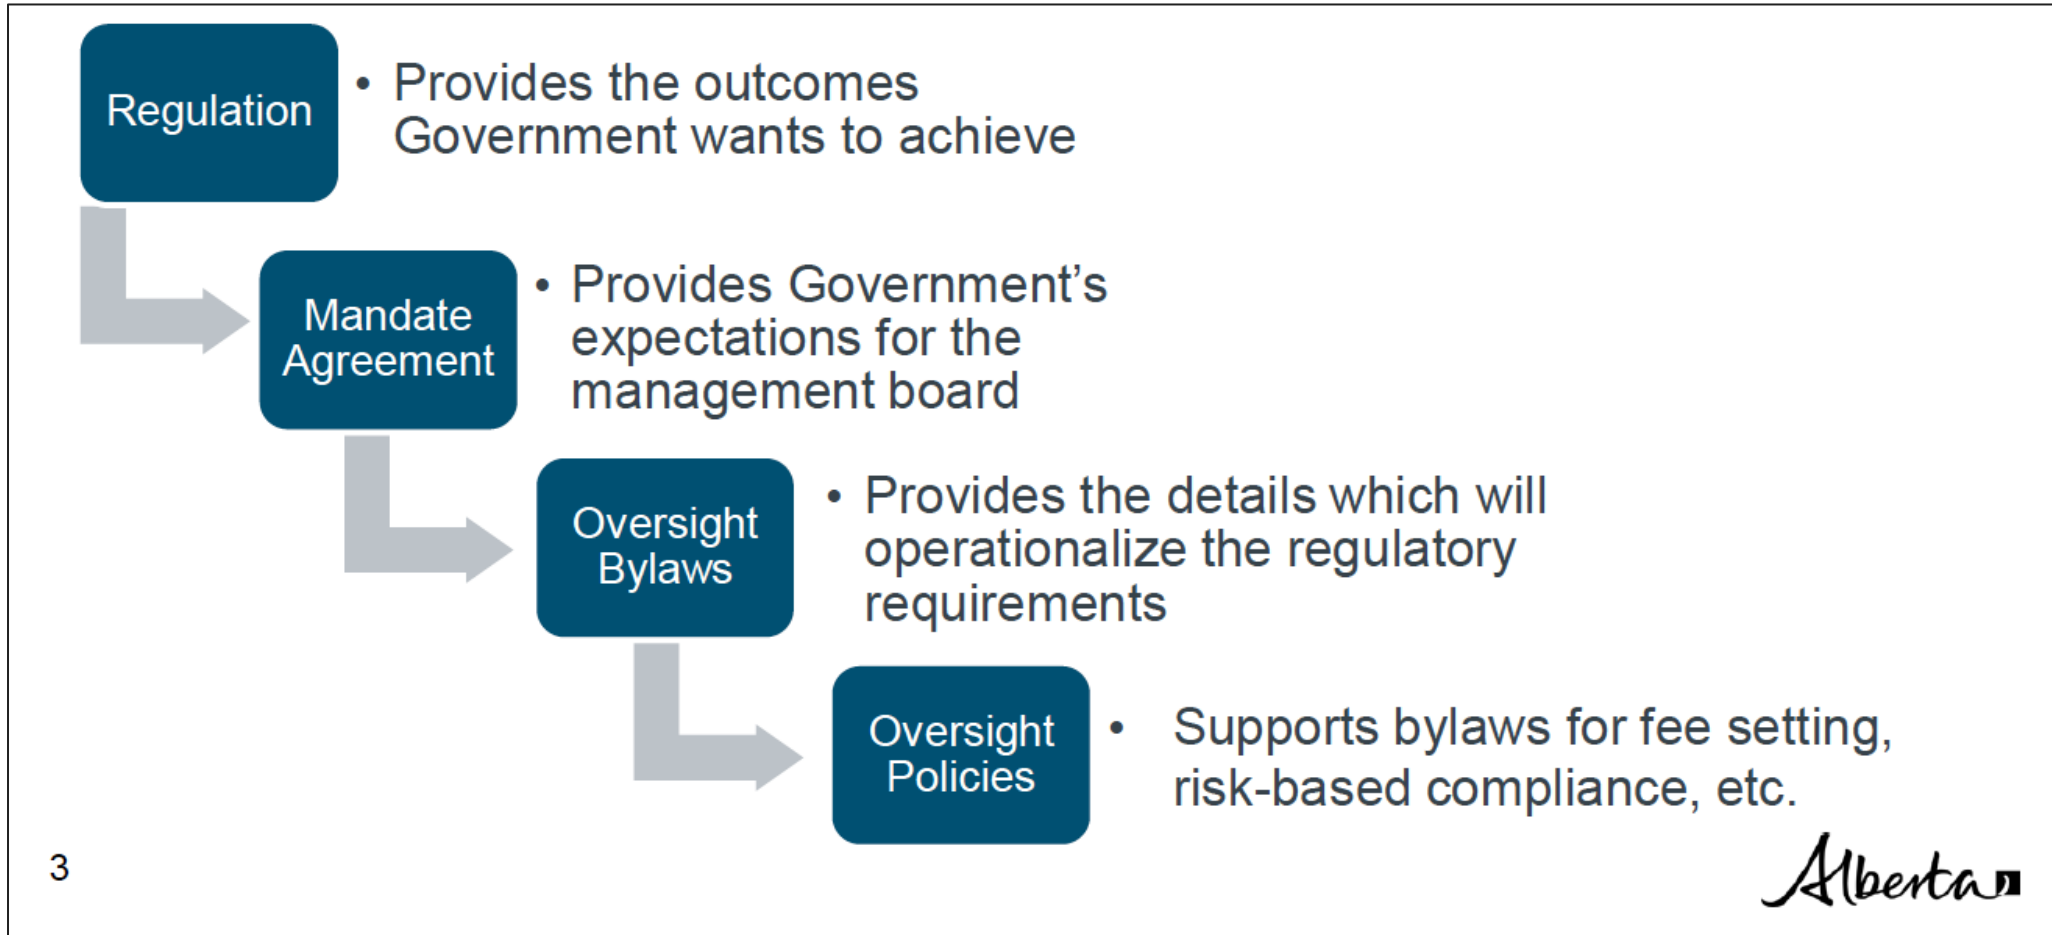 Regulation
• Provides the outcomes
Government wants to achieve
Mandate
Agreement
• Provides Government’s
expectations for the
management board
Oversight
Bylaws
• Provides the details which will
operationalize the regulatory
requirements
Oversight
Policies
• Supports bylaws for fee setting,
risk-based compliance, etc.
3
Alberta